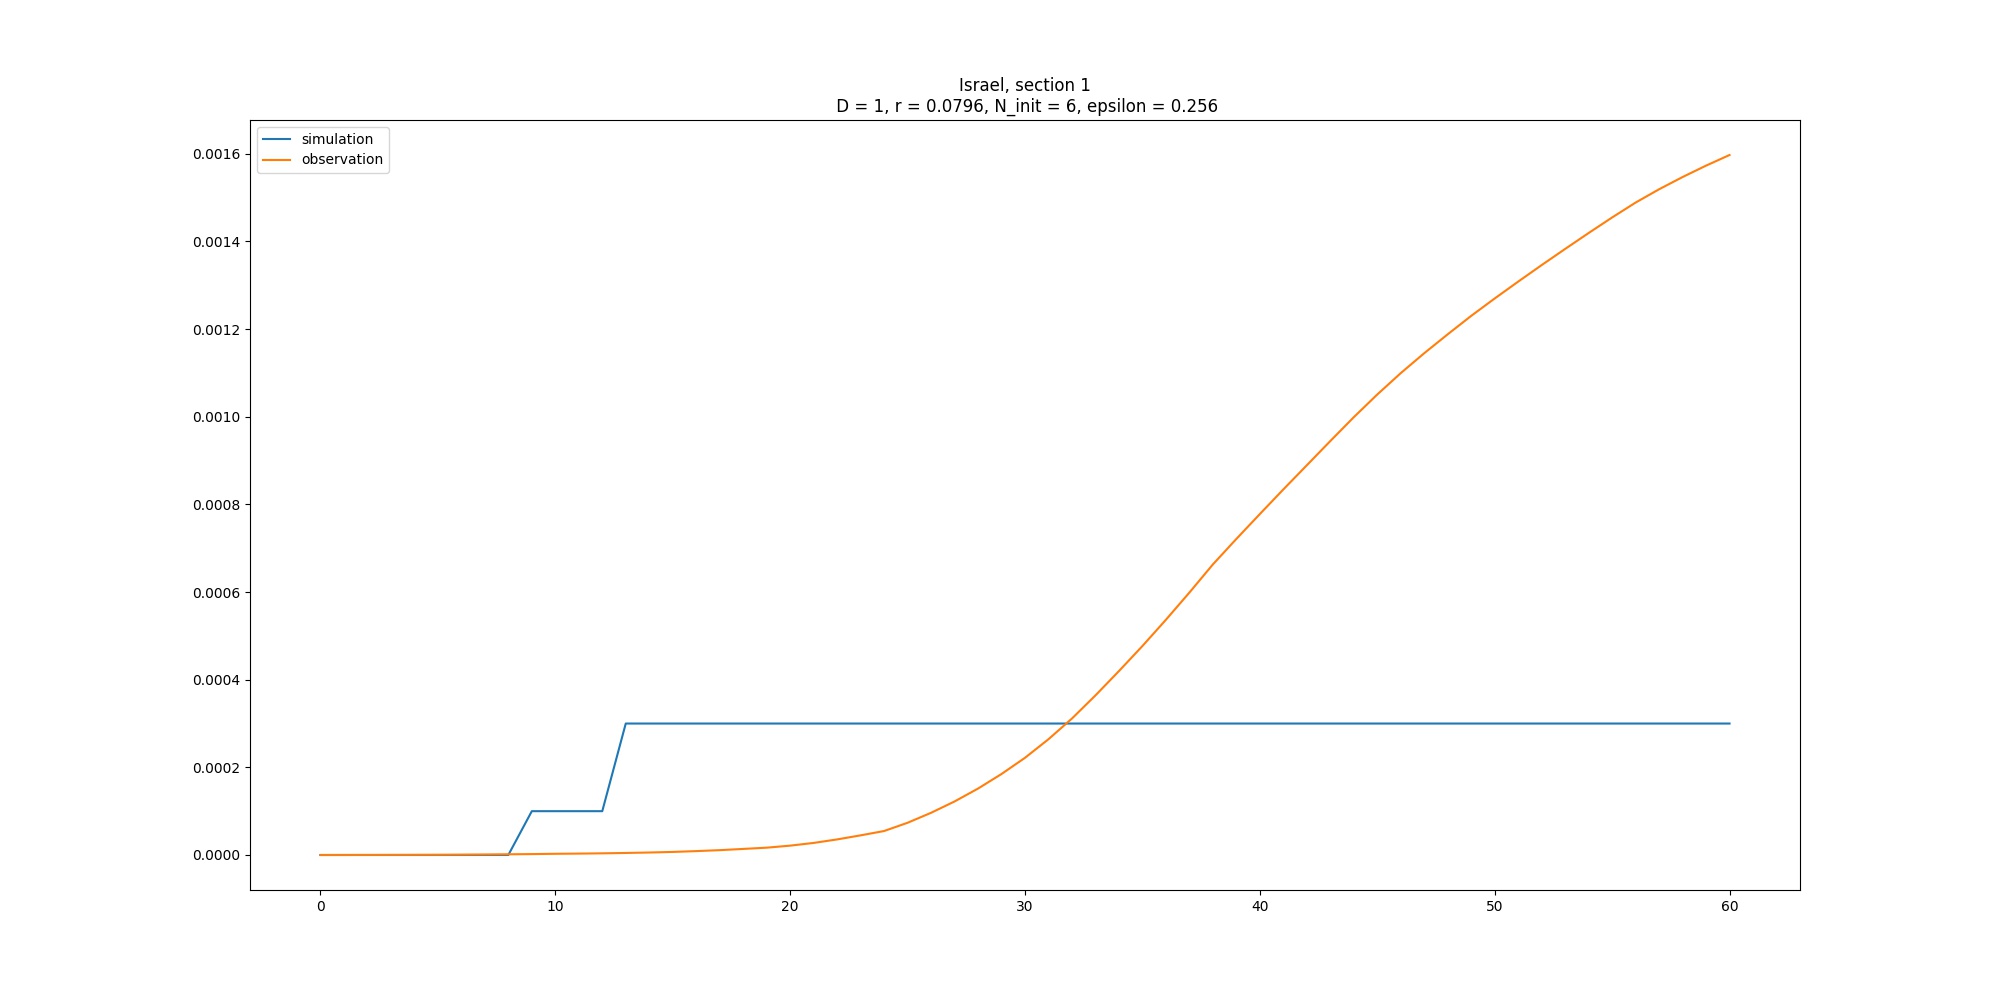 Israel, section 1
D = 1, r = 0.0796, N_init = 6, epsilon = 0.256
simulation
observation
0.0016
0.0014
0.0012
0.0010
0.0008
0.0006
0.0004
0.0002
0.0000
0 10 20 30 40 50 60